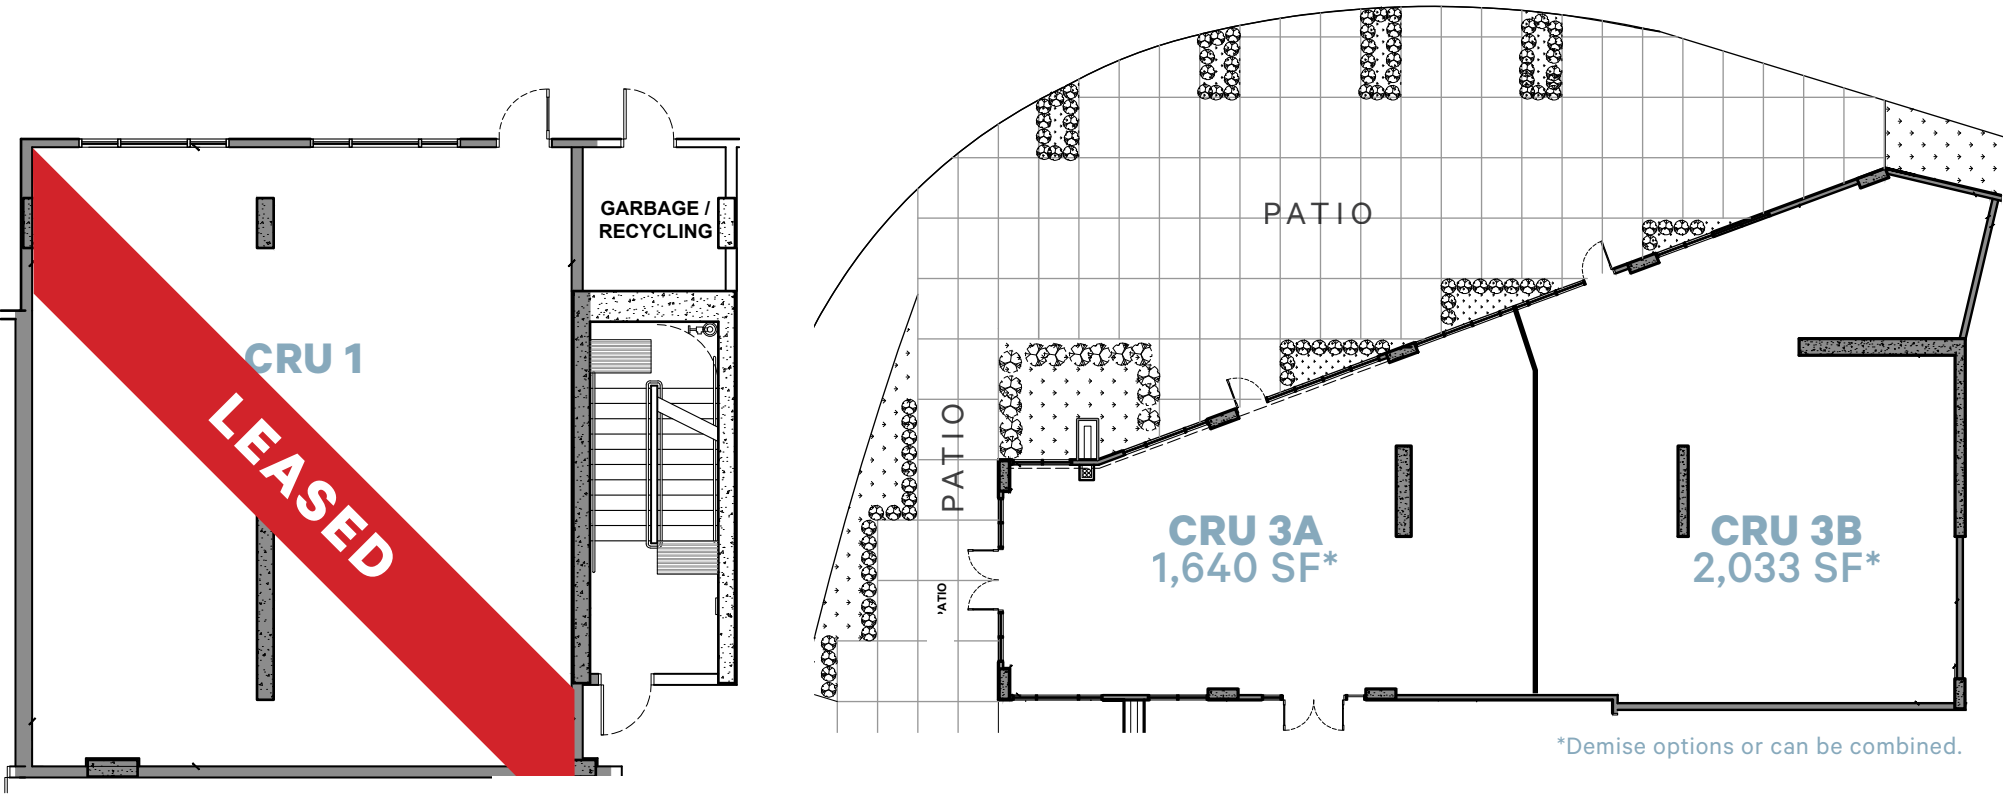 GARBAGE /
RECYCLING
CRU 1
LEASED
PATIO
PATIO
CRU 3A
1,640 SF*
CRU 3B
2,033 SF*
'ATIO
*Demise options or can be combined.